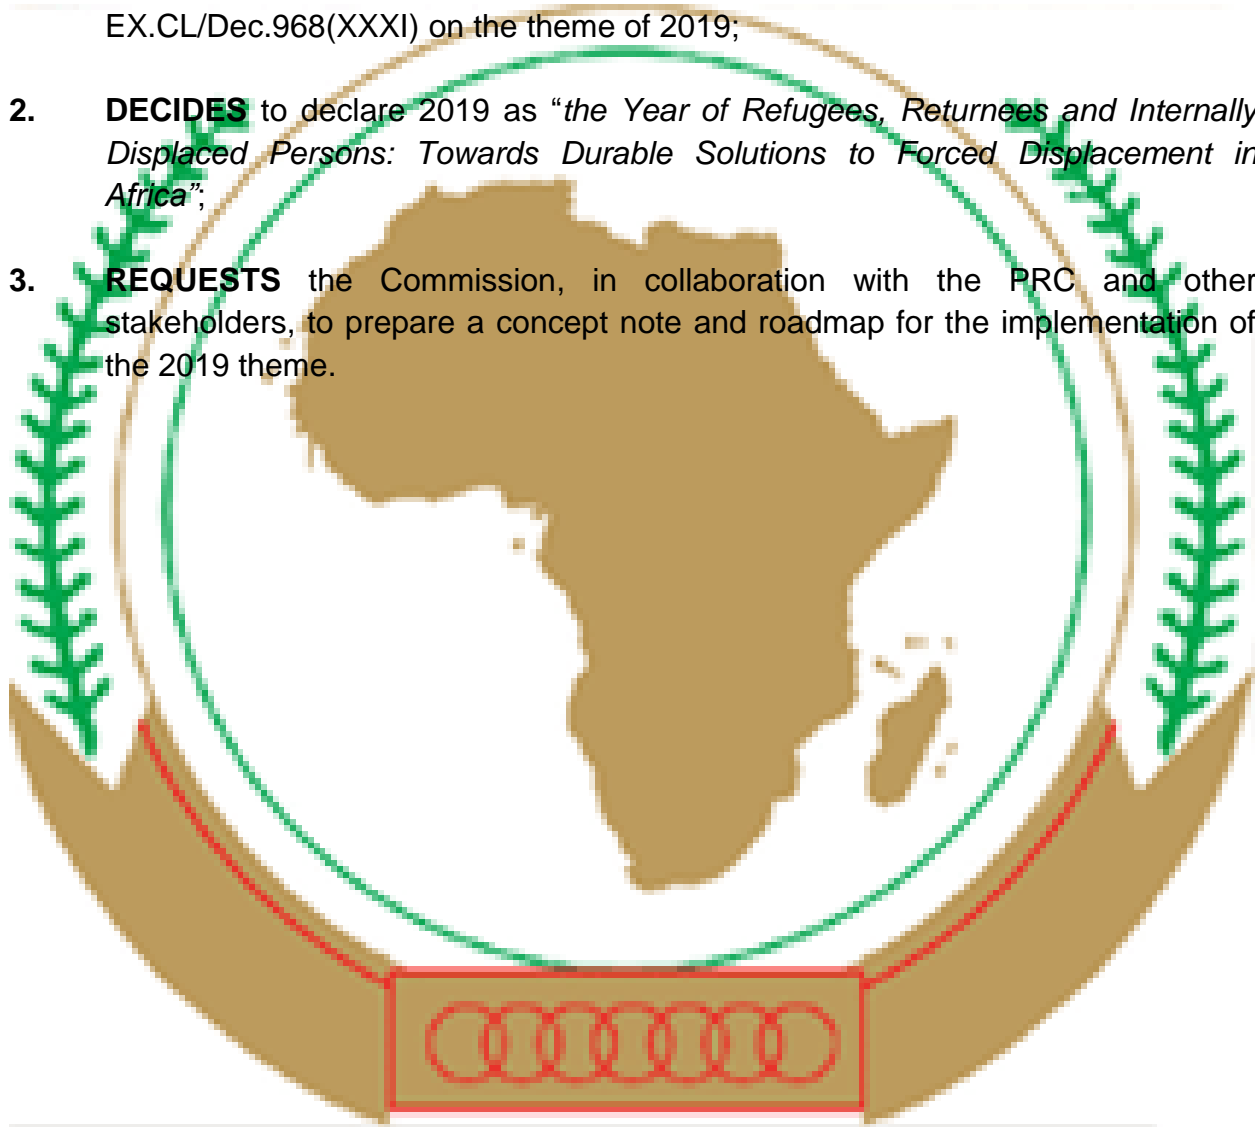 EX.CL/Dec.968(XXXI) on the theme of 2019;
2. DECIDES to declare 2019 as “the Year of Refugees, Returnees and Internally
Displaced Persons: Towards Durable Solutions to Forced Displacement in
Africa”;
3. REQUESTS the Commission, in collaboration with the PRC and other
stakeholders, to prepare a concept note and roadmap for the implementation of
the 2019 theme.